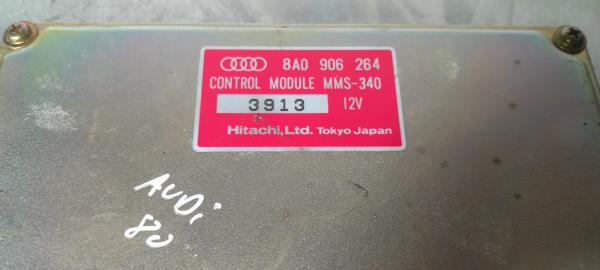 8A0 906 264
CONTROL MODULE MMS-340
3913 12V
Hitachi, Ltd. Tokyo Japan
AUDi
80